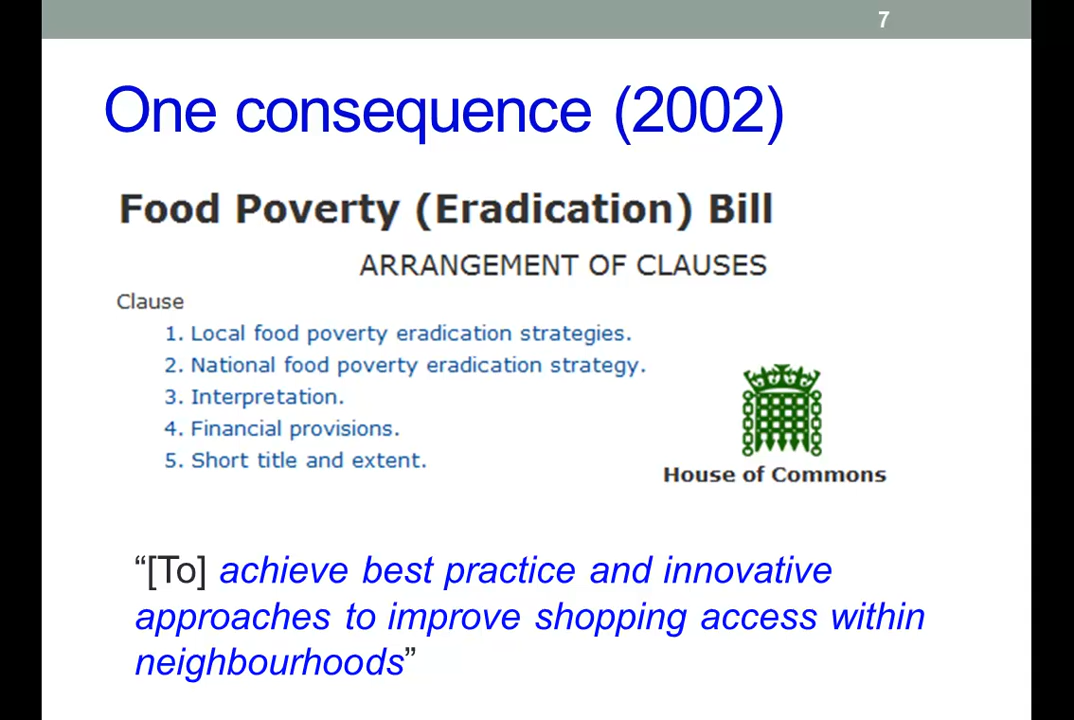 7
One consequence (2002)
Food Poverty (Eradication) Bill
ARRANGEMENT OF CLAUSES
Clause
1. Local food poverty eradication strategies.
2. National food poverty eradication strategy.
3. Interpretation.
4. Financial provisions.
5. Short title and extent.
House of Commons
“[To] achieve best practice and innovative
approaches to improve shopping access within
neighbourhoods”